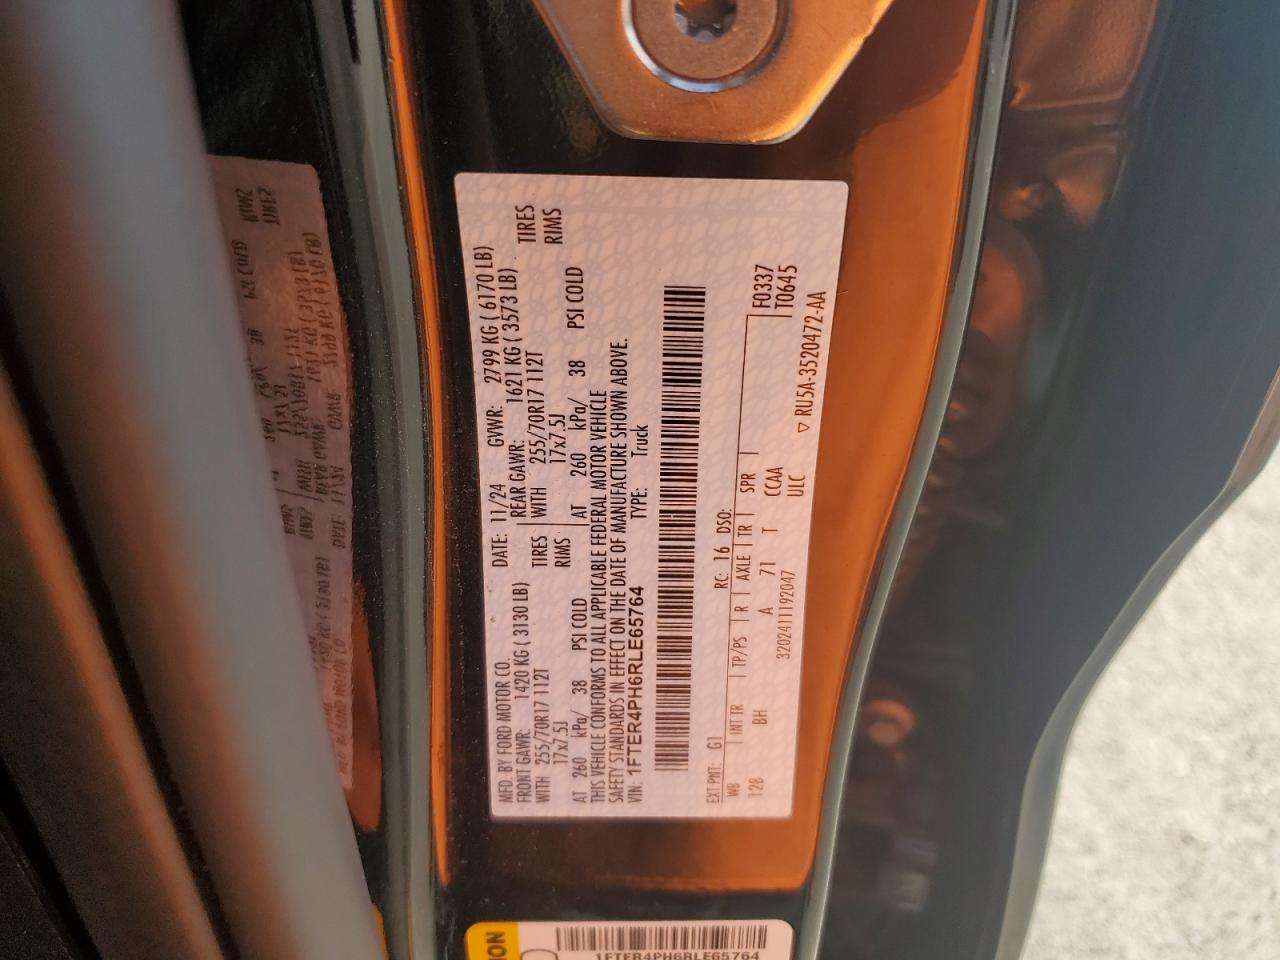 MFD. BY FORD MOTOR CO.
DATE: 11/24 GVWR: 2799 KG ( 6170 LB)
FRONT GAWR: 1420 KG ( 3130 LB)
REAR GAWR: 1621 KG ( 3573 LB)
WITH 255/70R17 112T TIRES
WITH 255/70R17 112T TIRES
17x7.5J RIMS
17x7.5J RIMS
AT 260 kPa/ 38 PSI COLD
AT 260 kPa/ 38 PSI COLD
THIS VEHICLE CONFORMS TO ALL APPLICABLE FEDERAL MOTOR VEHICLE
SAFETY STANDARDS IN EFFECT ON THE DATE OF MANUFACTURE SHOWN ABOVE.
VIN: 1FTER4PH6RLE65764 TYPE: Truck
EXT PNT: G1 RC: 16 DSO: F0337
WB INT TR TP/PS R AXLE TR SPR T0645
128 BH A 71 T CCAA
3202411192047 ULC
▽ RU5A-3520472-AA
1FTER4PH6RLE65764